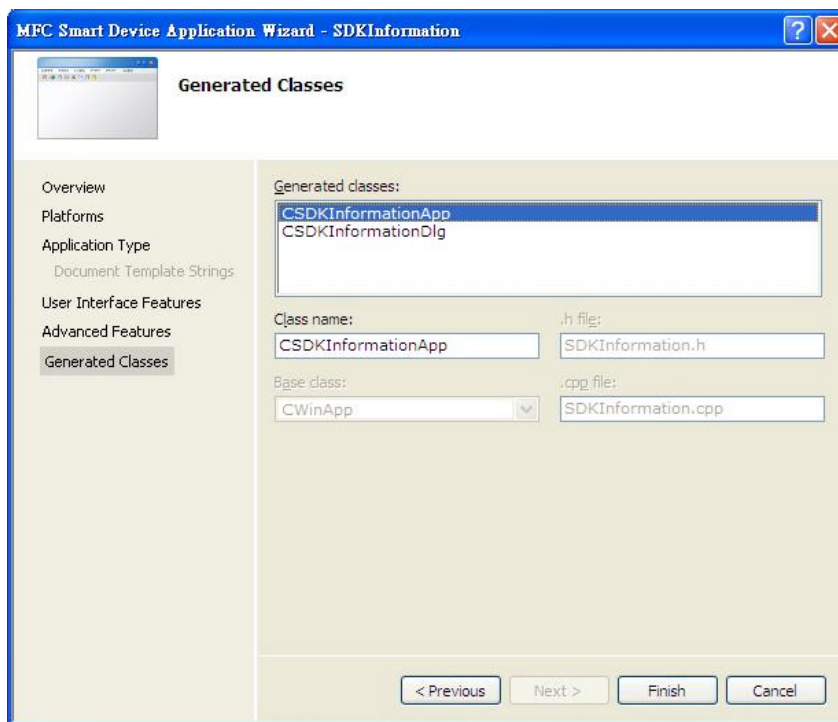 MFC Smart Device Application Wizard - SDKInformation
Generated Classes
Overview
Platforms
Application Type
Document Template Strings
User Interface Features
Advanced Features
Generated Classes
Generated classes:
CSDKInformationApp
CSDKInformationDlg
Class name:
.h file:
CSDKInformationApp
SDKInformation.h
Base class:
.cpp file:
CWinApp
SDKInformation.cpp
< Previous
Next >
Finish
Cancel